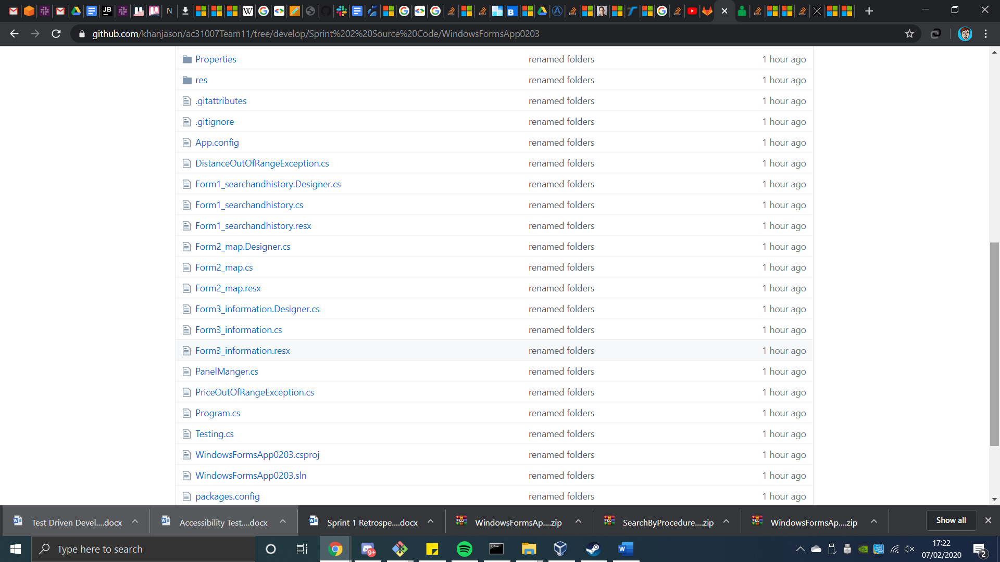 github.com/khanjason/ac31007Team11/tree/develop/Sprint%202%20Source%20Code/WindowsFormsApp0203
Properties renamed folders 1 hour ago
res renamed folders 1 hour ago
.gitattributes renamed folders 1 hour ago
.gitignore renamed folders 1 hour ago
App.config renamed folders 1 hour ago
DistanceOutOfRangeException.cs renamed folders 1 hour ago
Form1_searchandhistory.Designer.cs renamed folders 1 hour ago
Form1_searchandhistory.cs renamed folders 1 hour ago
Form1_searchandhistory.resx renamed folders 1 hour ago
Form2_map.Designer.cs renamed folders 1 hour ago
Form2_map.cs renamed folders 1 hour ago
Form2_map.resx renamed folders 1 hour ago
Form3_information.Designer.cs renamed folders 1 hour ago
Form3_information.cs renamed folders 1 hour ago
Form3_information.resx renamed folders 1 hour ago
PanelManger.cs renamed folders 1 hour ago
PriceOutOfRangeException.cs renamed folders 1 hour ago
Program.cs renamed folders 1 hour ago
Testing.cs renamed folders 1 hour ago
WindowsFormsApp0203.csproj renamed folders 1 hour ago
WindowsFormsApp0203.sln renamed folders 1 hour ago
packages.config renamed folders 1 hour ago
Test Driven Devel....docx Accessibility Test....docx Sprint 1 Retrospe....docx WindowsFormsAp....zip SearchByProcedure....zip WindowsFormsAp....zip Show all
Type here to search 9+ 17:22
07/02/2020 2